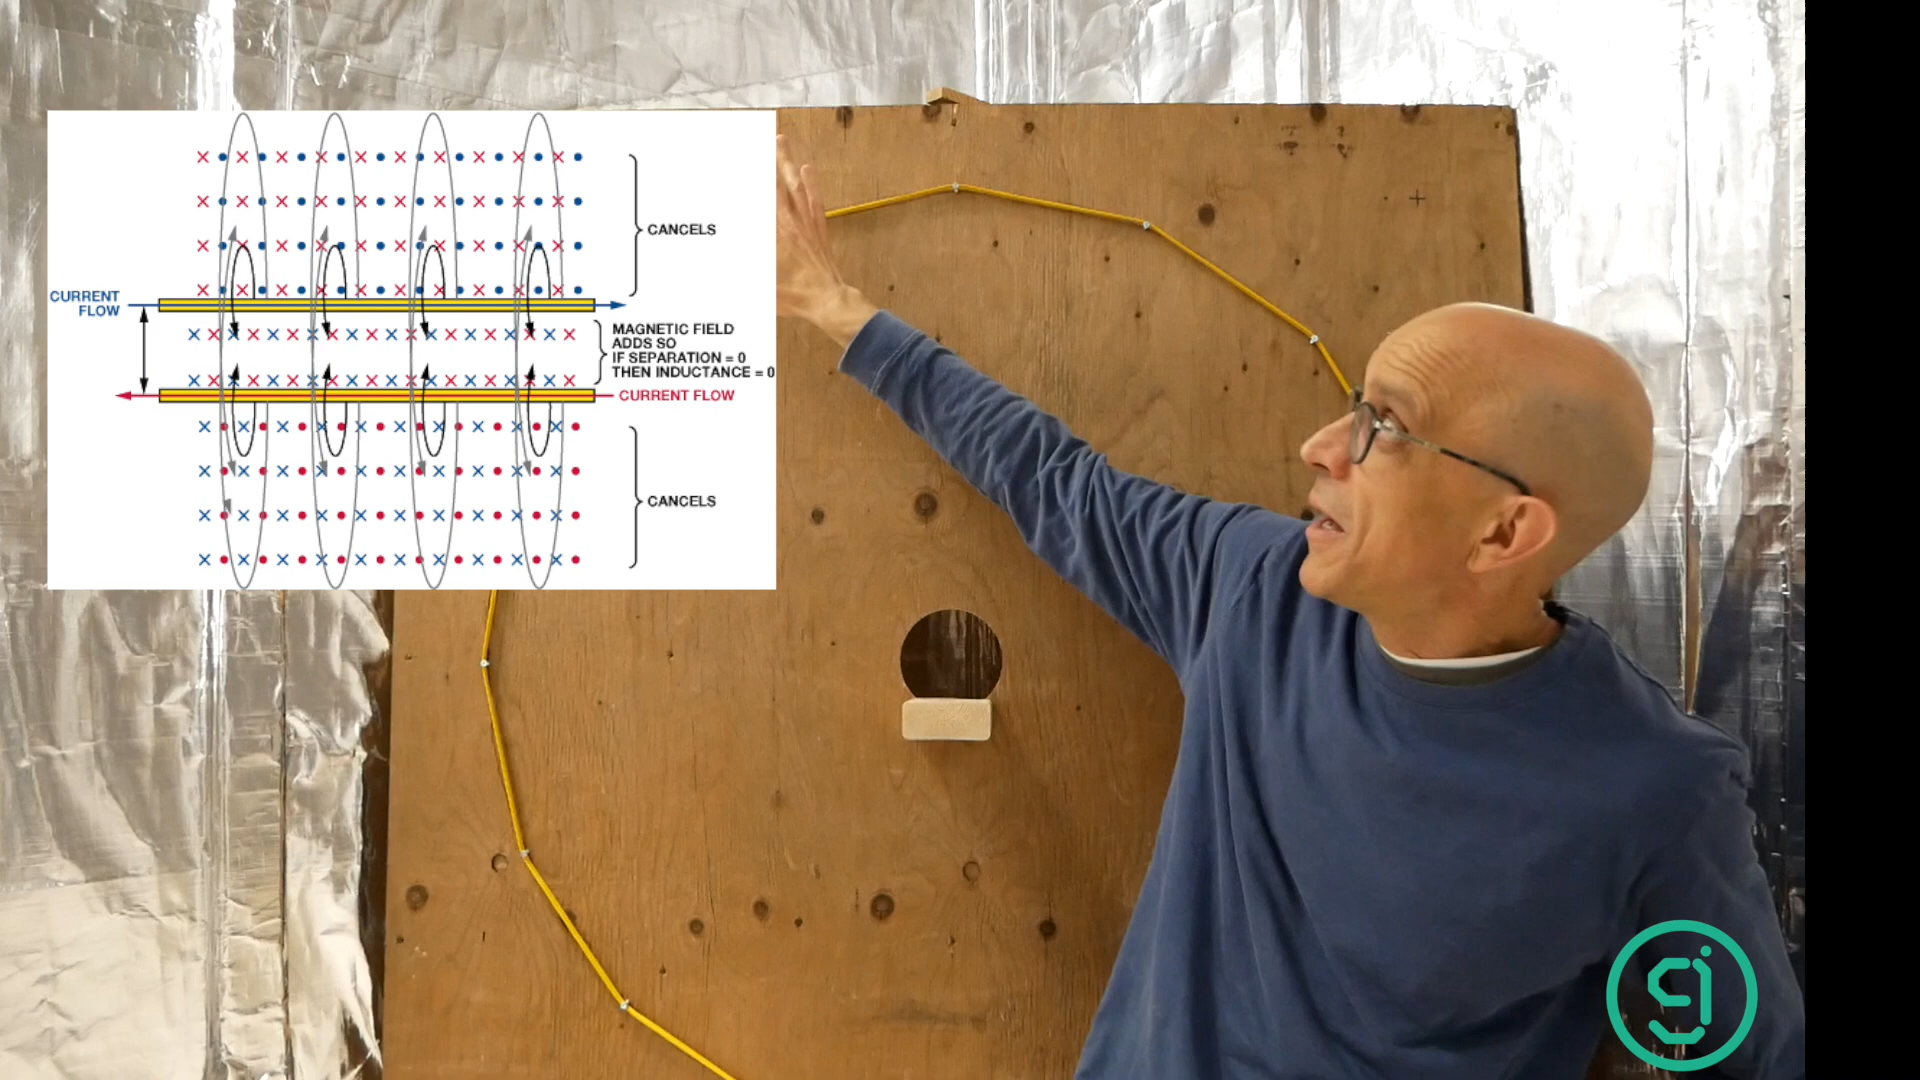 CANCELS
CURRENT
FLOW
MAGNETIC FIELD
ADDS SO
IF SEPARATION = 0
THEN INDUCTANCE = 0
CURRENT FLOW
CANCELS